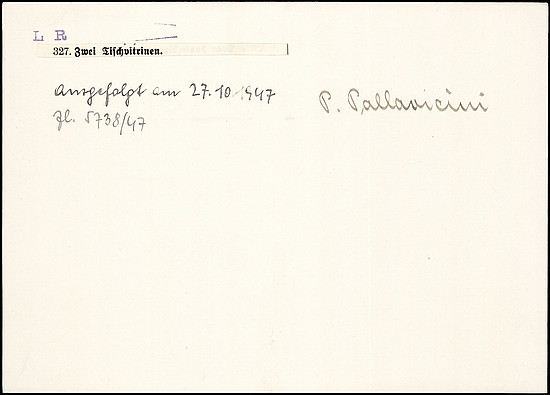 L R
327. Zwei Tischvitrinen.
Ausgefolgt am 27.10.1947
P. Pallavicini
Zl. 5738/47